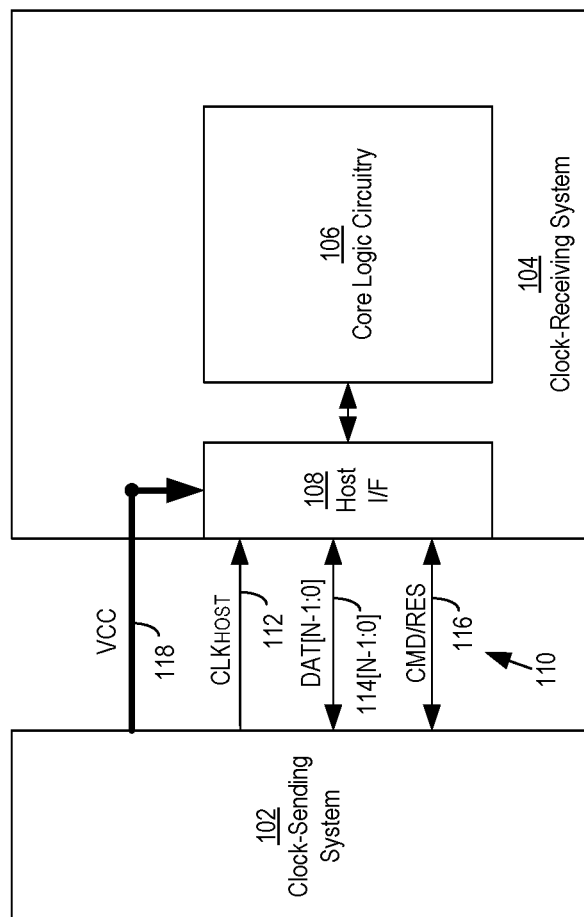 102
Clock-Sending
System
VCC
118
CLKHOST
112
DAT[N-1:0]
114[N-1:0]
CMD/RES
116
110
108
Host
I/F
106
Core Logic Circuitry
104
Clock-Receiving System